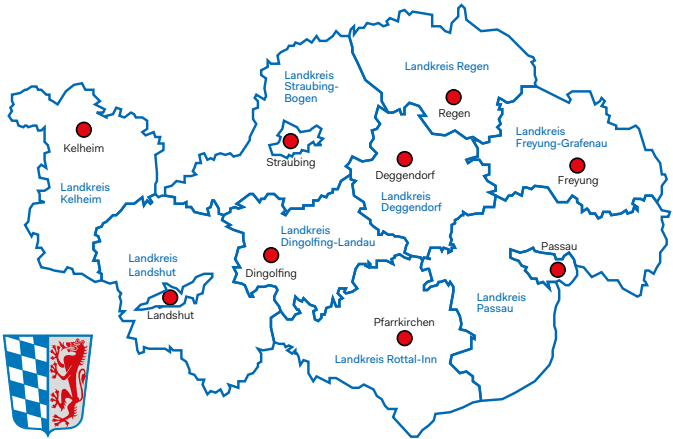 Landkreis Regen
Landkreis
Straubing-
Bogen
Regen
Landkreis
Freyung-Grafenau
Kelheim
Straubing
Deggendorf
Freyung
Landkreis
Kelheim
Landkreis
Deggendorf
Landkreis
Dingolfing-Landau
Passau
Landkreis
Landshut
Dingolfing
Landkreis
Passau
Landshut
Pfarrkirchen
Landkreis Rottal-Inn